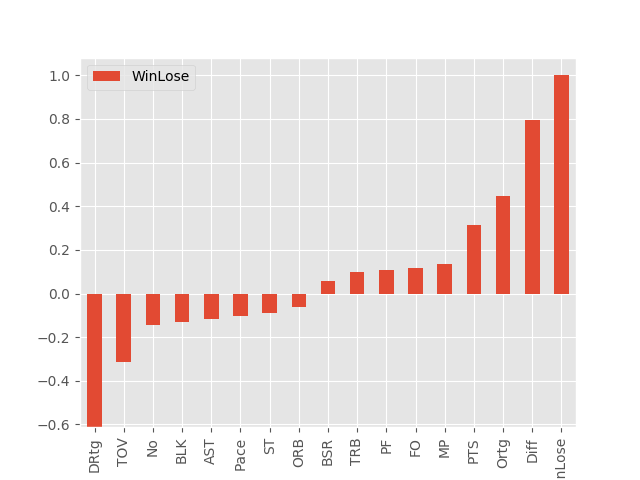 WinLose
1.0
0.8
0.6
0.4
0.2
0.0
−0.2
−0.4
−0.6
DRtg
TOV
No
BLK
AST
Pace
ST
ORB
BSR
TRB
PF
FO
MP
PTS
Ortg
Diff
nLose